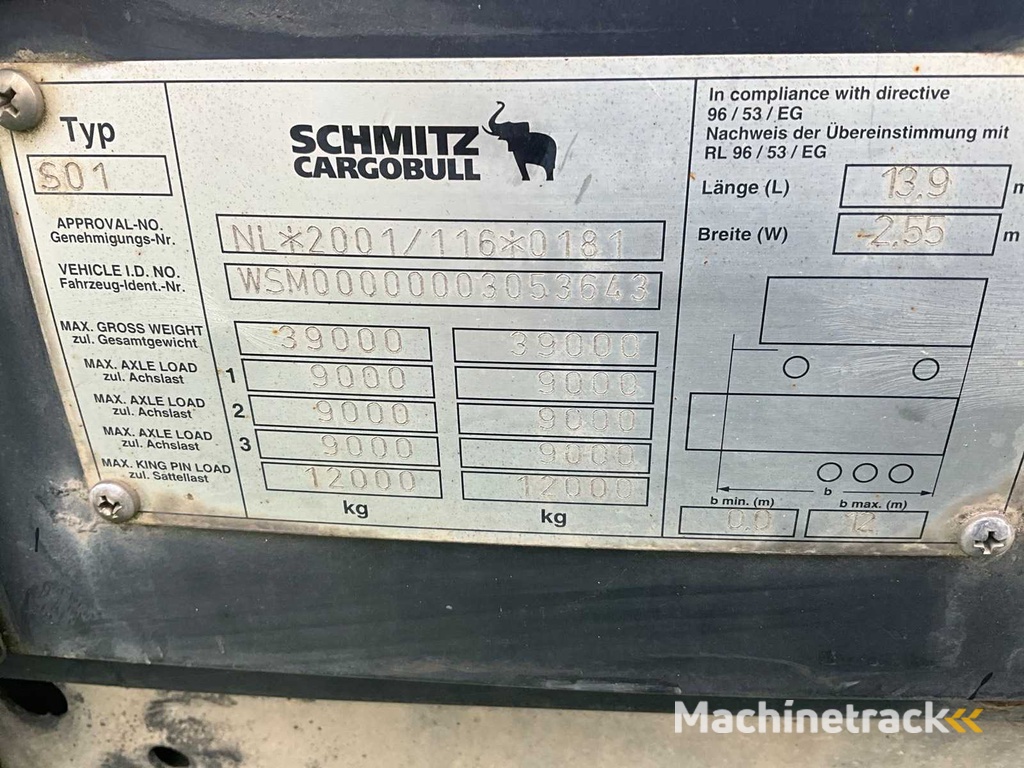 Typ
S01
SCHMITZ
CARGOBULL
In compliance with directive
96 / 53 / EG
Nachweis der Übereinstimmung mit
RL 96 / 53 / EG
Länge (L) 13.9 m
Breite (W) 2.55 m
APPROVAL-NO.
Genehmigungs-Nr.
NL*2001/116*0181
VEHICLE I.D. NO.
Fahrzeug-Ident.-Nr.
WSM00000003053643
MAX. GROSS WEIGHT
zul. Gesamtgewicht
39000 39000
MAX. AXLE LOAD
zul. Achslast
1 9000 9000
MAX. AXLE LOAD
zul. Achslast
2 9000 9000
MAX. AXLE LOAD
zul. Achslast
3 9000 9000
MAX. KING PIN LOAD
zul. Sattellast
12000 12000
kg kg
b
b min. (m) b max. (m)
0.0 12
Machinetrack